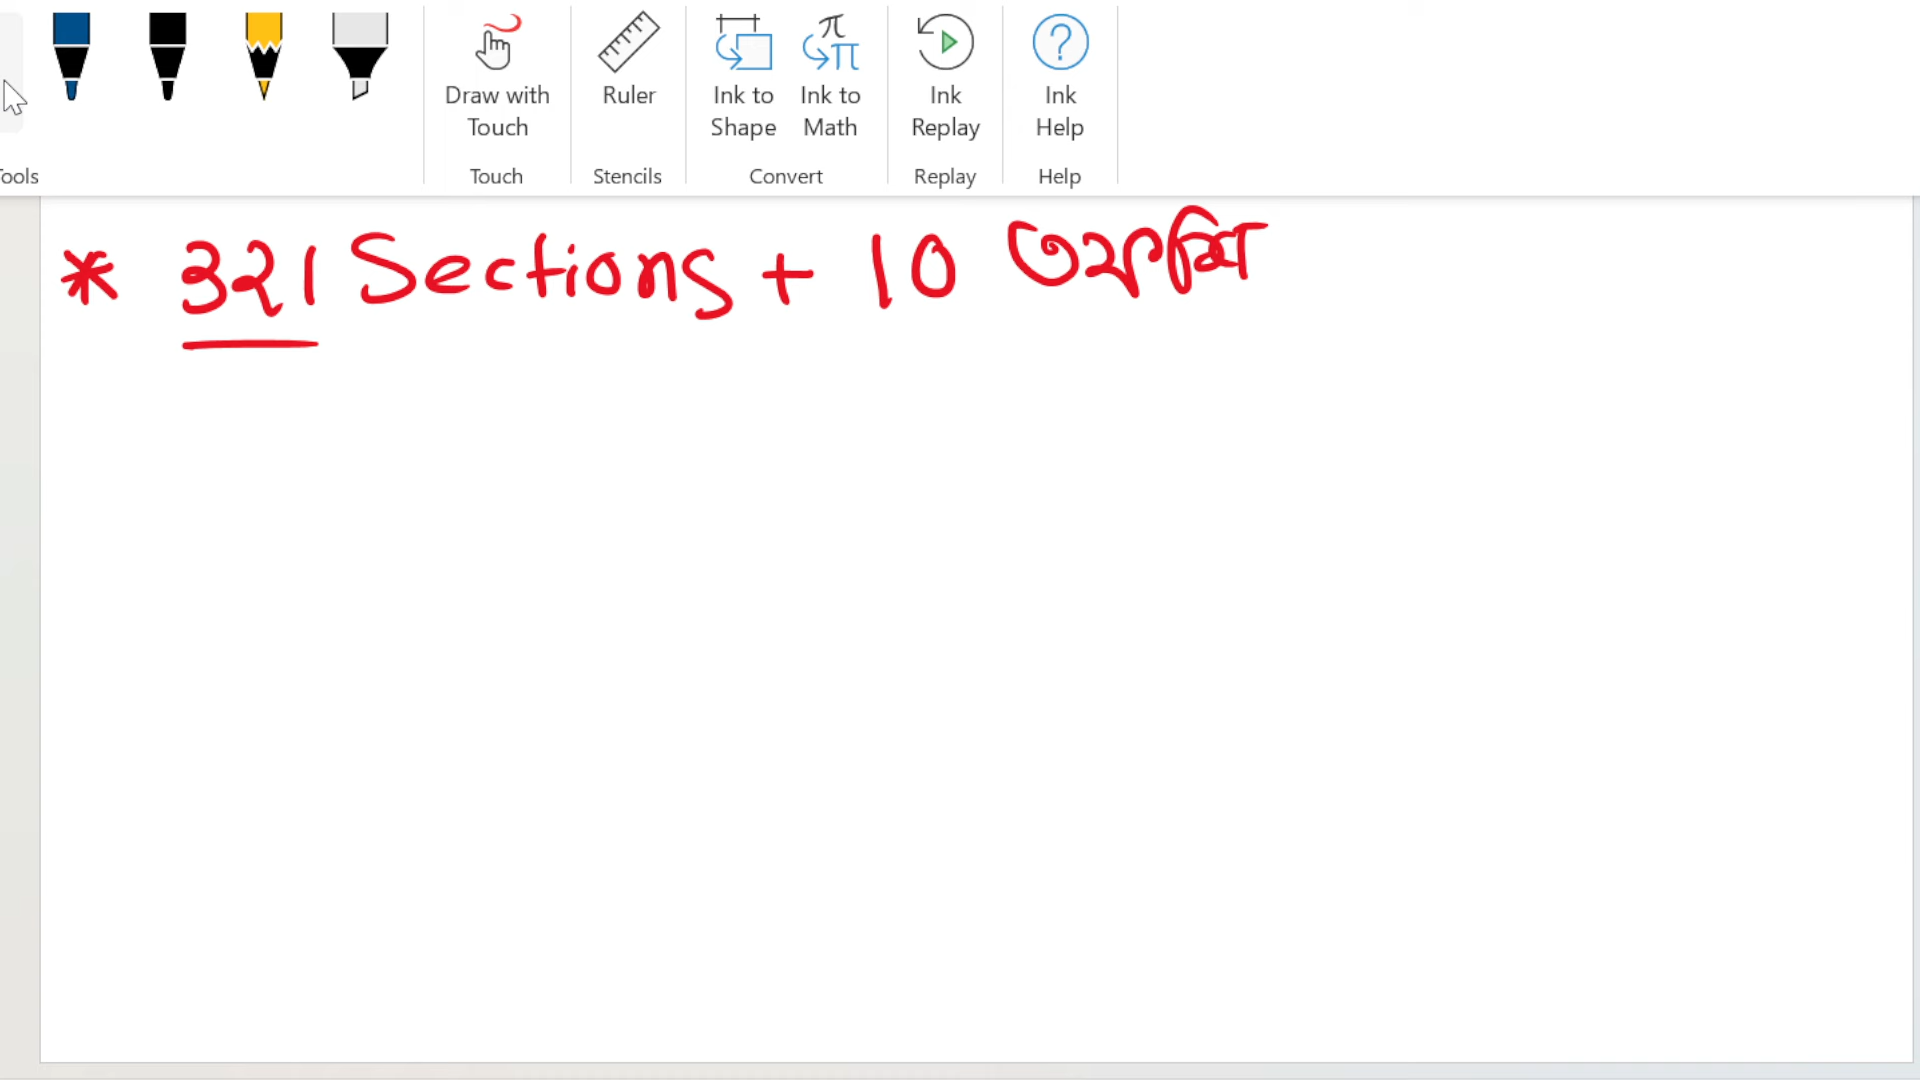 Draw with Touch
Ruler
Ink to Shape
Ink to Math
Ink Replay
Ink Help
Tools
Touch
Stencils
Convert
Replay
Help
* 321 Sections + 10 তফসিল